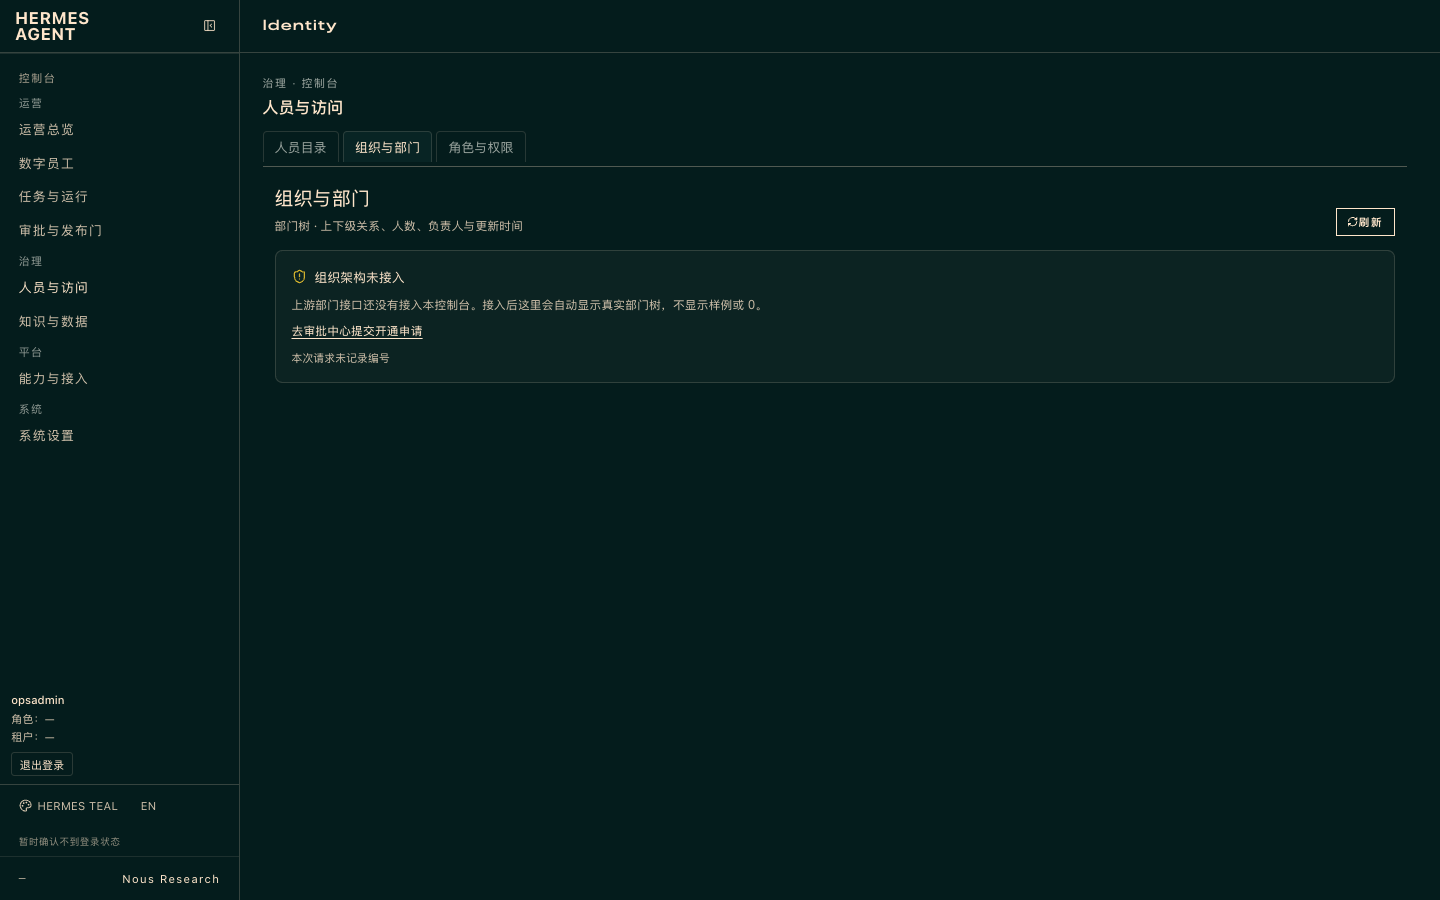 HERMES
AGENT
控制台
运营
运营总览
数字员工
任务与运行
审批与发布门
治理
人员与访问
知识与数据
平台
能力与接入
系统
系统设置
opsadmin
角色：—
租户：—
退出登录
HERMES TEAL EN
暂时确认不到登录状态
— Nous Research
Identity
治理 · 控制台
人员与访问
人员目录 组织与部门 角色与权限
组织与部门
部门树 · 上下级关系、人数、负责人与更新时间
刷新
组织架构未接入
上游部门接口还没有接入本控制台。接入后这里会自动显示真实部门树，不显示样例或 0。
去审批中心提交开通申请
本次请求未记录编号